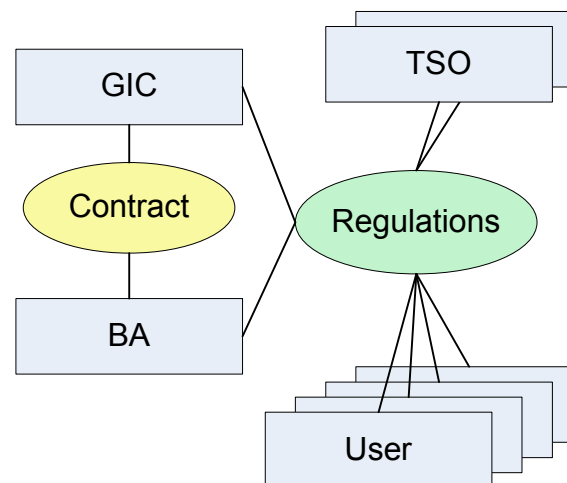 GIC
TSO
Contract
Regulations
BA
User